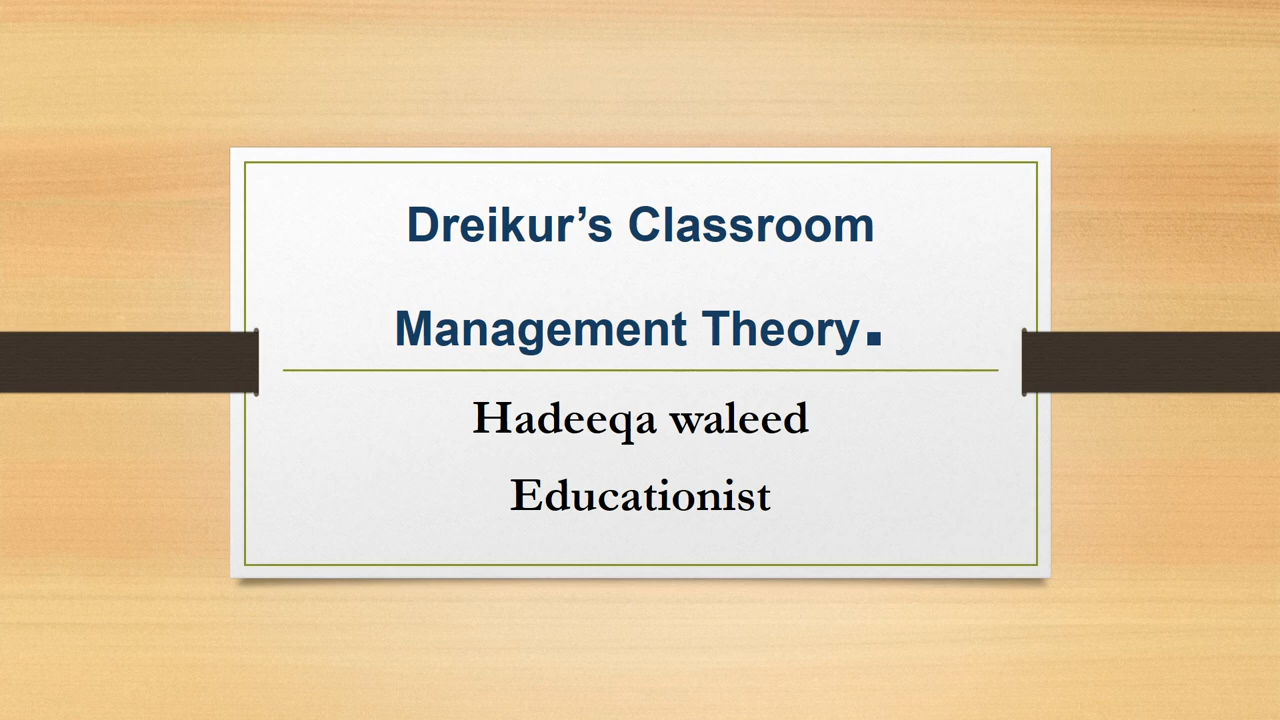 Dreikur’s Classroom
Management Theory.
Hadeeqa waleed
Educationist